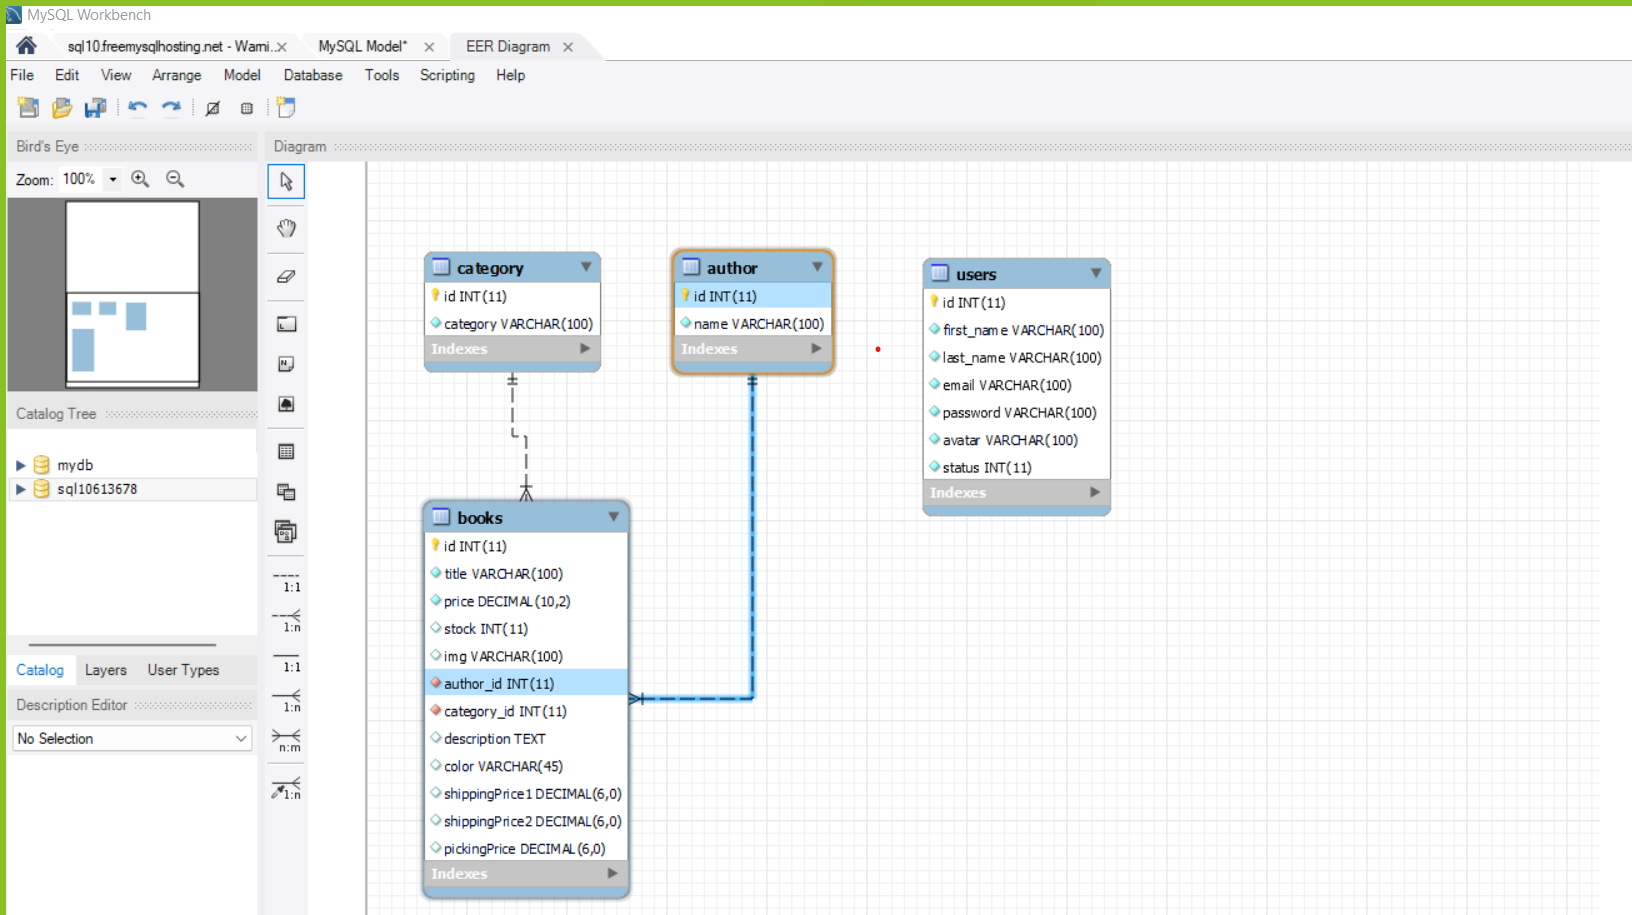 MySQL Workbench
sql10.freemysqlhosting.net - Warni...
MySQL Model*
EER Diagram
File Edit View Arrange Model Database Tools Scripting Help
Bird's Eye
Diagram
Zoom: 100%
category
id INT(11)
category VARCHAR(100)
Indexes
author
id INT(11)
name VARCHAR(100)
Indexes
users
id INT(11)
first_name VARCHAR(100)
last_name VARCHAR(100)
email VARCHAR(100)
password VARCHAR(100)
avatar VARCHAR(100)
status INT(11)
Indexes
Catalog Tree
mydb
sql10613678
books
id INT(11)
title VARCHAR(100)
price DECIMAL(10,2)
stock INT(11)
img VARCHAR(100)
author_id INT(11)
category_id INT(11)
description TEXT
color VARCHAR(45)
shippingPrice1 DECIMAL(6,0)
shippingPrice2 DECIMAL(6,0)
pickingPrice DECIMAL(6,0)
Indexes
1:1
1:n
1:1
1:n
n:m
1:n
Catalog Layers User Types
Description Editor
No Selection